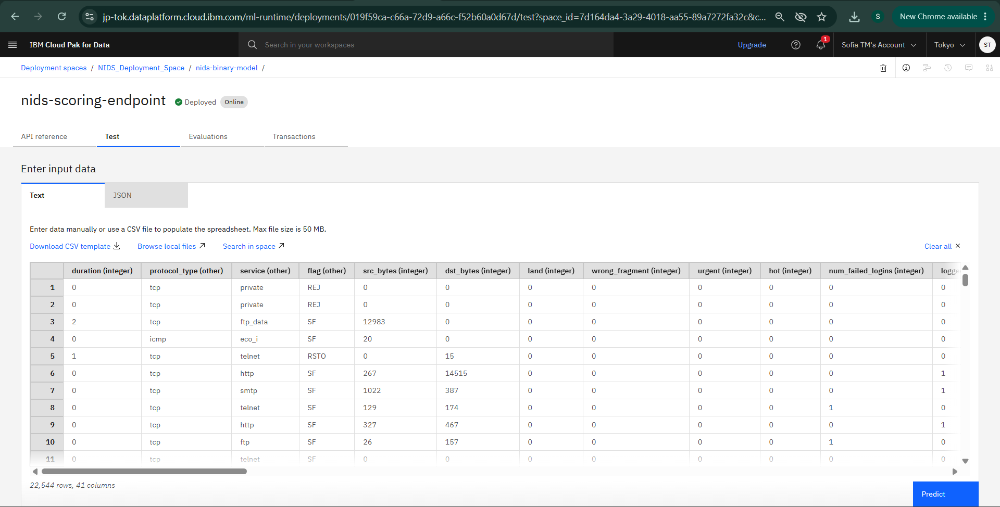 jp-tok.dataplatform.cloud.ibm.com/ml-runtime/deployments/019f59ca-c66a-72d9-a66c-f52b60a0d67d/test?space_id=7d164da4-3a29-4018-aa55-89a7272fa32c&c... S New Chrome available
IBM Cloud Pak for Data Search in your workspaces Upgrade 1 Sofia TM's Account Tokyo ST
Deployment spaces / NIDS_Deployment_Space / nids-binary-model /
nids-scoring-endpoint Deployed Online
API reference Test Evaluations Transactions
Enter input data
Text JSON
Enter data manually or use a CSV file to populate the spreadsheet. Max file size is 50 MB.
Download CSV template Browse local files Search in space Clear all ×
duration (integer) protocol_type (other) service (other) flag (other) src_bytes (integer) dst_bytes (integer) land (integer) wrong_fragment (integer) urgent (integer) hot (integer) num_failed_logins (integer) logge
1 0 tcp private REJ 0 0 0 0 0 0 0 0
2 0 tcp private REJ 0 0 0 0 0 0 0 0
3 2 tcp ftp_data SF 12983 0 0 0 0 0 0 0
4 0 icmp eco_i SF 20 0 0 0 0 0 0 0
5 1 tcp telnet RSTO 0 15 0 0 0 0 0 0
6 0 tcp http SF 267 14515 0 0 0 0 0 1
7 0 tcp smtp SF 1022 387 0 0 0 0 0 1
8 0 tcp telnet SF 129 174 0 0 0 0 1 0
9 0 tcp http SF 327 467 0 0 0 0 0 1
10 0 tcp ftp SF 26 157 0 0 0 0 1 0
11 0 tcp telnet SF 0 0 0 0 0 0 0 0
22,544 rows, 41 columns
Predict